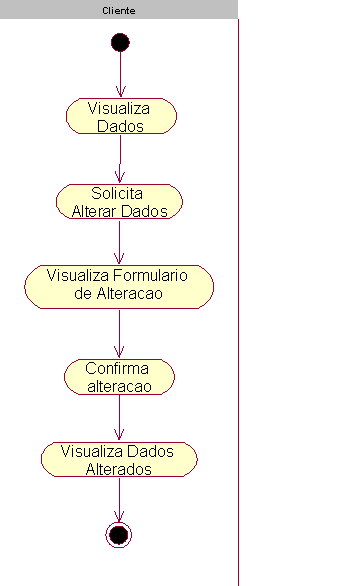 Cliente
Visualiza
Dados
Solicita
Alterar Dados
Visualiza Formulario
de Alteracao
Confirma
alteracao
Visualiza Dados
Alterados